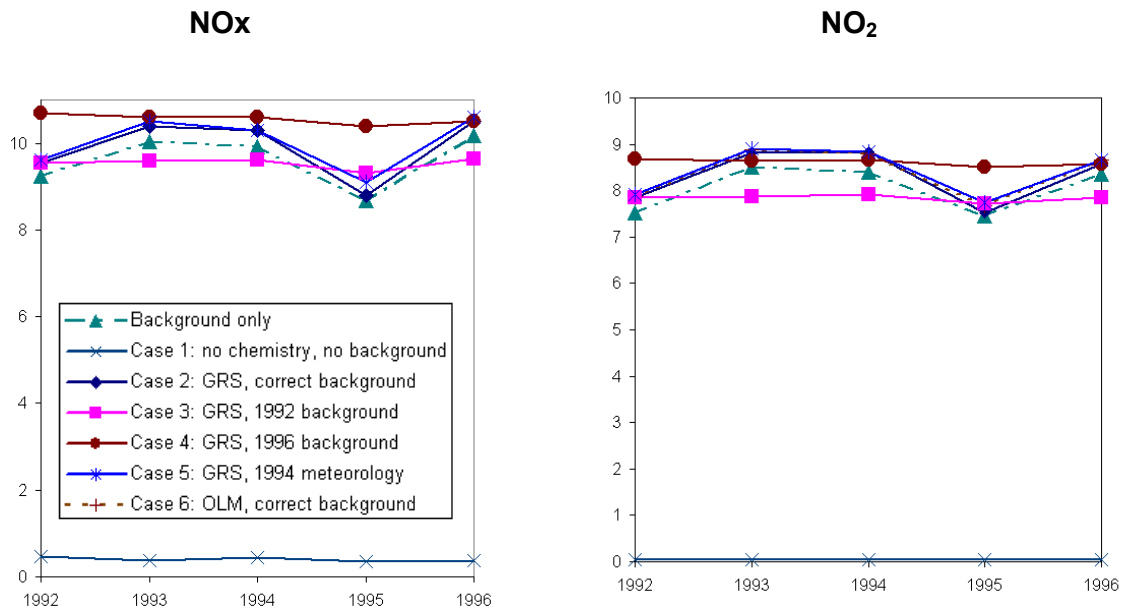 NOx
10
8
6
4
2
0
1992 1993 1994 1995 1996
Background only
Case 1: no chemistry, no background
Case 2: GRS, correct background
Case 3: GRS, 1992 background
Case 4: GRS, 1996 background
Case 5: GRS, 1994 meteorology
Case 6: OLM, correct background
NO₂
10
9
8
7
6
5
4
3
2
1
0
1992 1993 1994 1995 1996